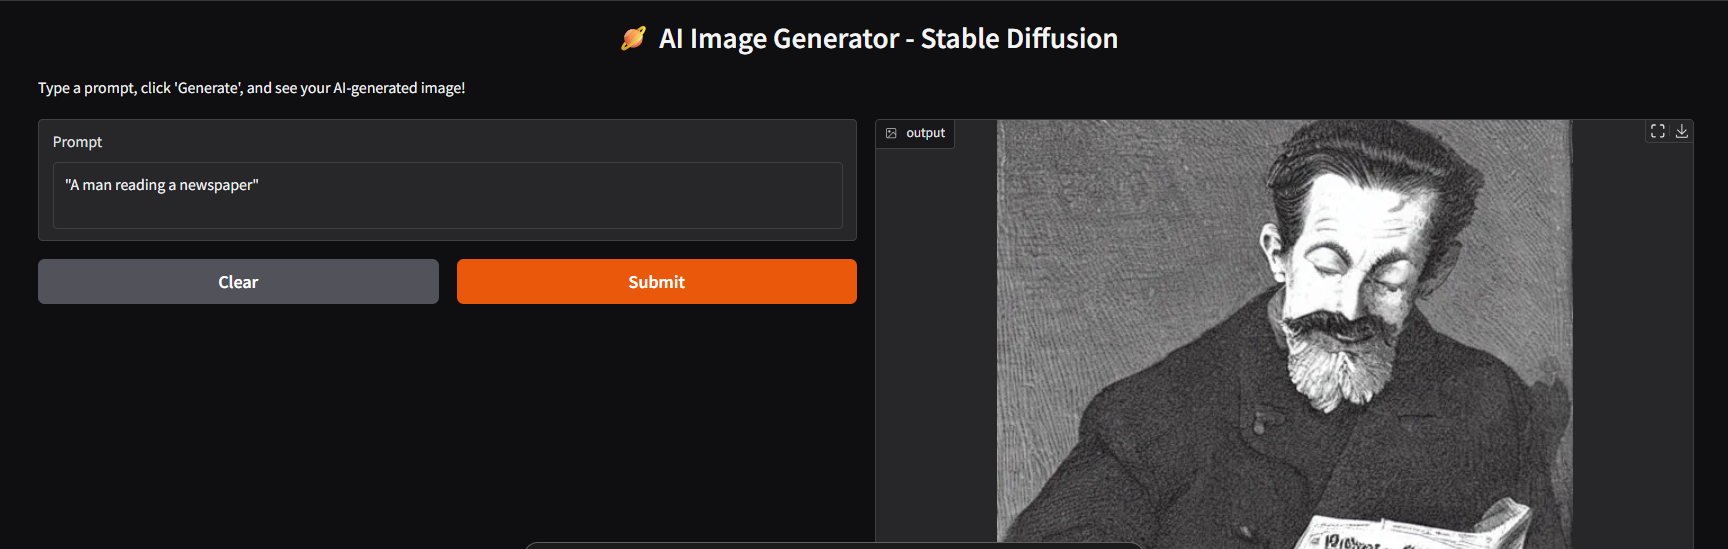 AI Image Generator - Stable Diffusion
Type a prompt, click 'Generate', and see your AI-generated image!
Prompt
"A man reading a newspaper"
Clear
Submit
output